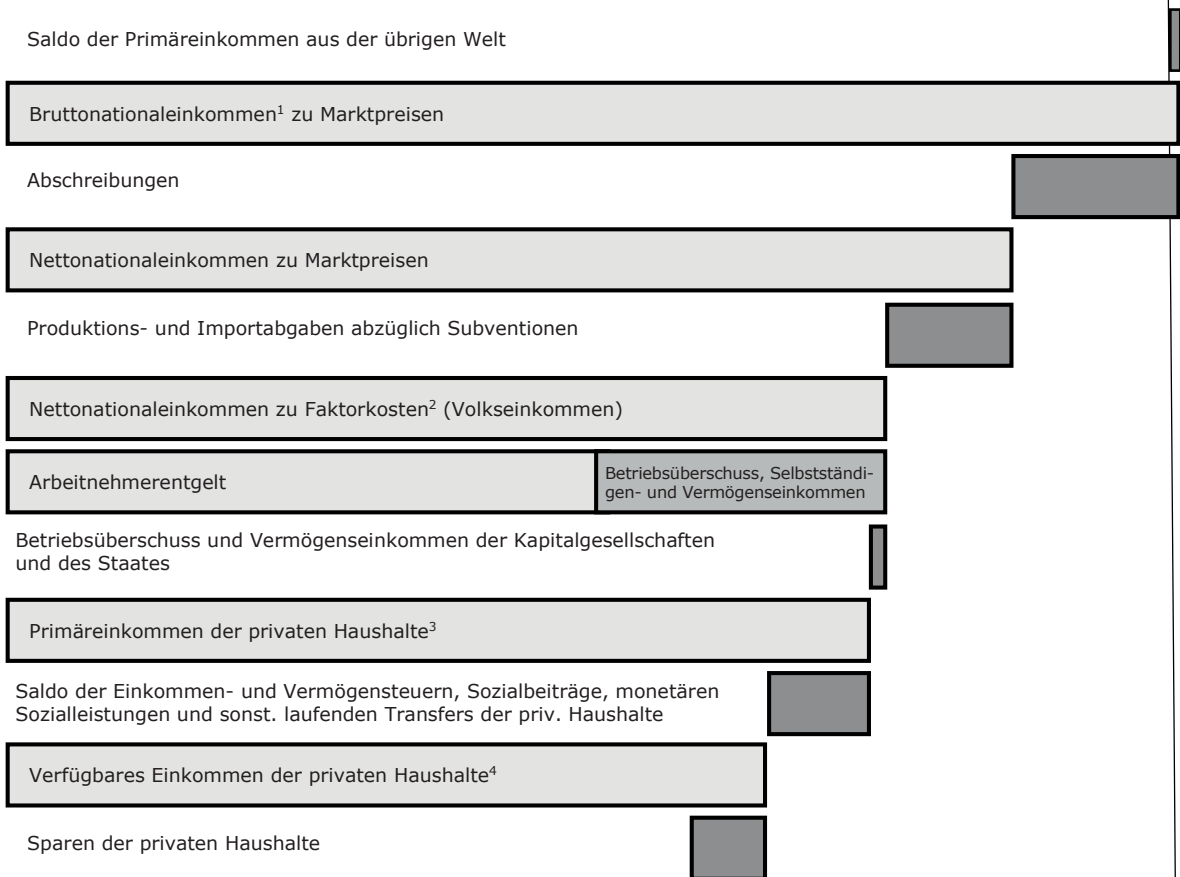 Saldo der Primäreinkommen aus der übrigen Welt
Bruttonationaleinkommen¹ zu Marktpreisen
Abschreibungen
Nettonationaleinkommen zu Marktpreisen
Produktions- und Importabgaben abzüglich Subventionen
Nettonationaleinkommen zu Faktorkosten² (Volkseinkommen)
Arbeitnehmerentgelt
Betriebsüberschuss, Selbstständi-
gen- und Vermögenseinkommen
Betriebsüberschuss und Vermögenseinkommen der Kapitalgesellschaften
und des Staates
Primäreinkommen der privaten Haushalte³
Saldo der Einkommen- und Vermögensteuern, Sozialbeiträge, monetären
Sozialleistungen und sonst. laufenden Transfers der priv. Haushalte
Verfügbares Einkommen der privaten Haushalte⁴
Sparen der privaten Haushalte